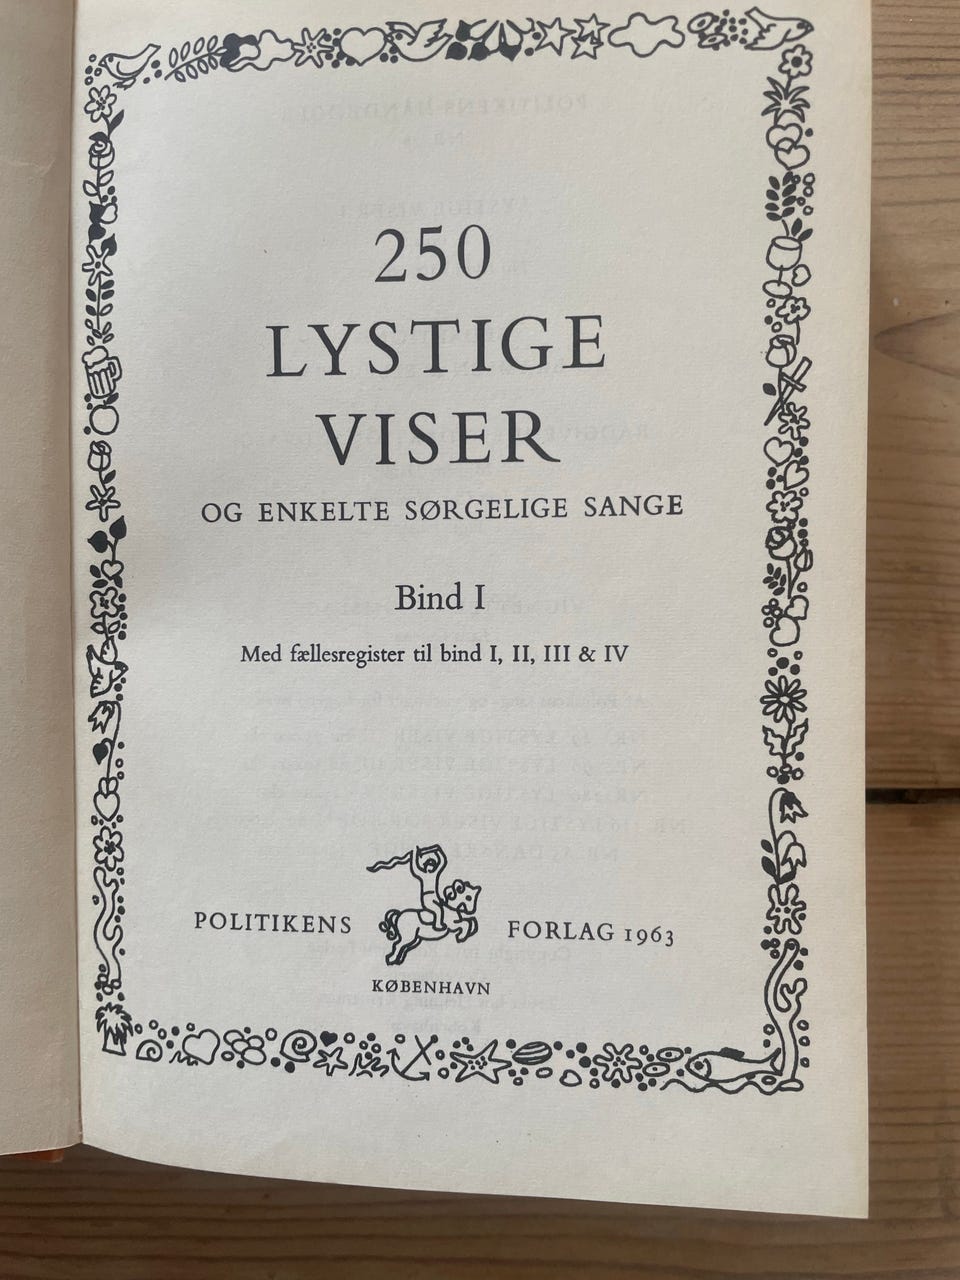 250
LYSTIGE
VISER
OG ENKELTE SØRGELIGE SANGE
Bind I
Med fællesregister til bind I, II, III & IV
POLITIKENS FORLAG 1963
KØBENHAVN